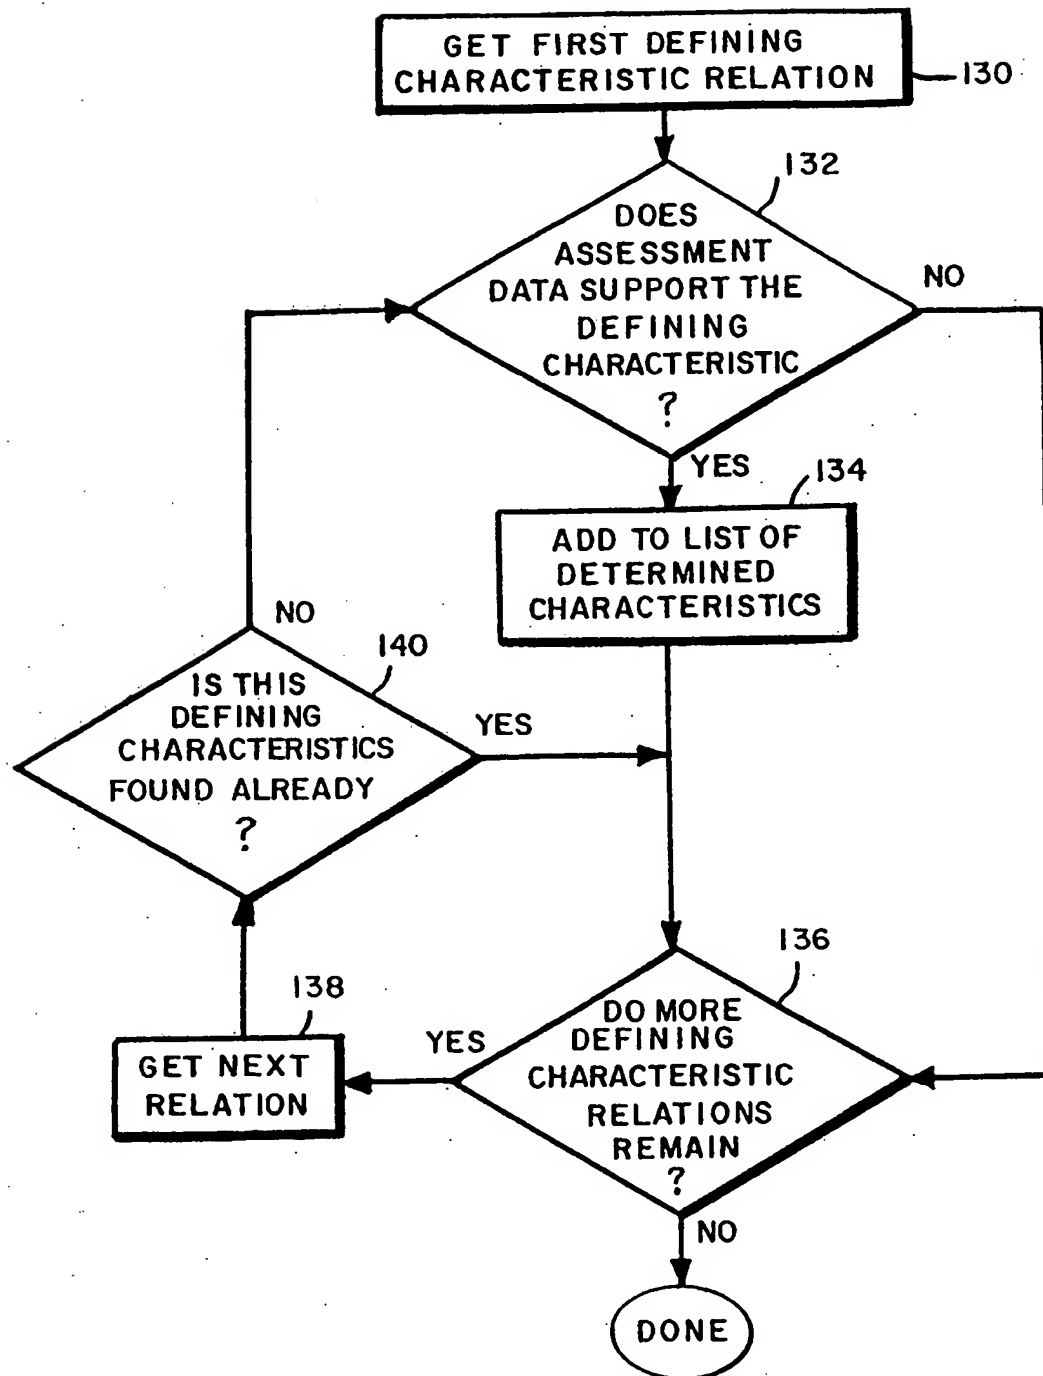 GET FIRST DEFINING
CHARACTERISTIC RELATION
130
132
DOES
ASSESSMENT
DATA SUPPORT THE
DEFINING
CHARACTERISTIC
?
NO
YES
134
ADD TO LIST OF
DETERMINED
CHARACTERISTICS
NO
140
IS THIS
DEFINING
CHARACTERISTICS
FOUND ALREADY
?
YES
136
DO MORE
DEFINING
CHARACTERISTIC
RELATIONS
REMAIN
?
YES
138
GET NEXT
RELATION
NO
DONE